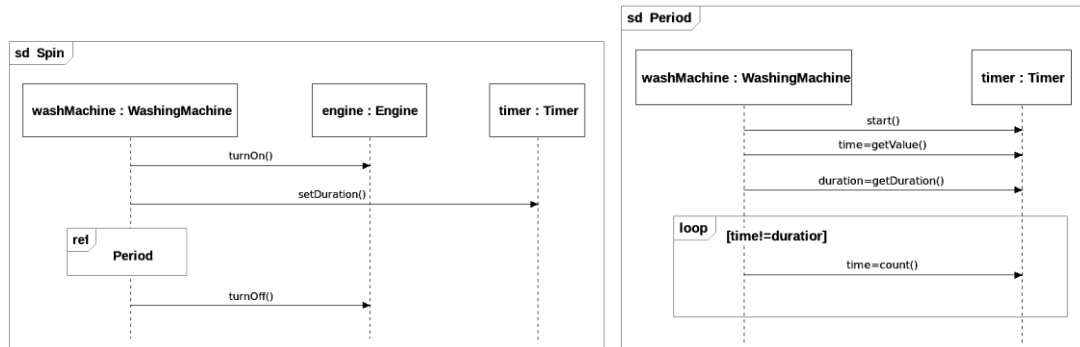 sd Spin
washMachine : WashingMachine
engine : Engine
timer : Timer
turnOn()
setDuration()
ref
Period
turnOff()
sd Period
washMachine : WashingMachine
timer : Timer
start()
time=getValue()
duration=getDuration()
loop
[time!=duratior]
time=count()